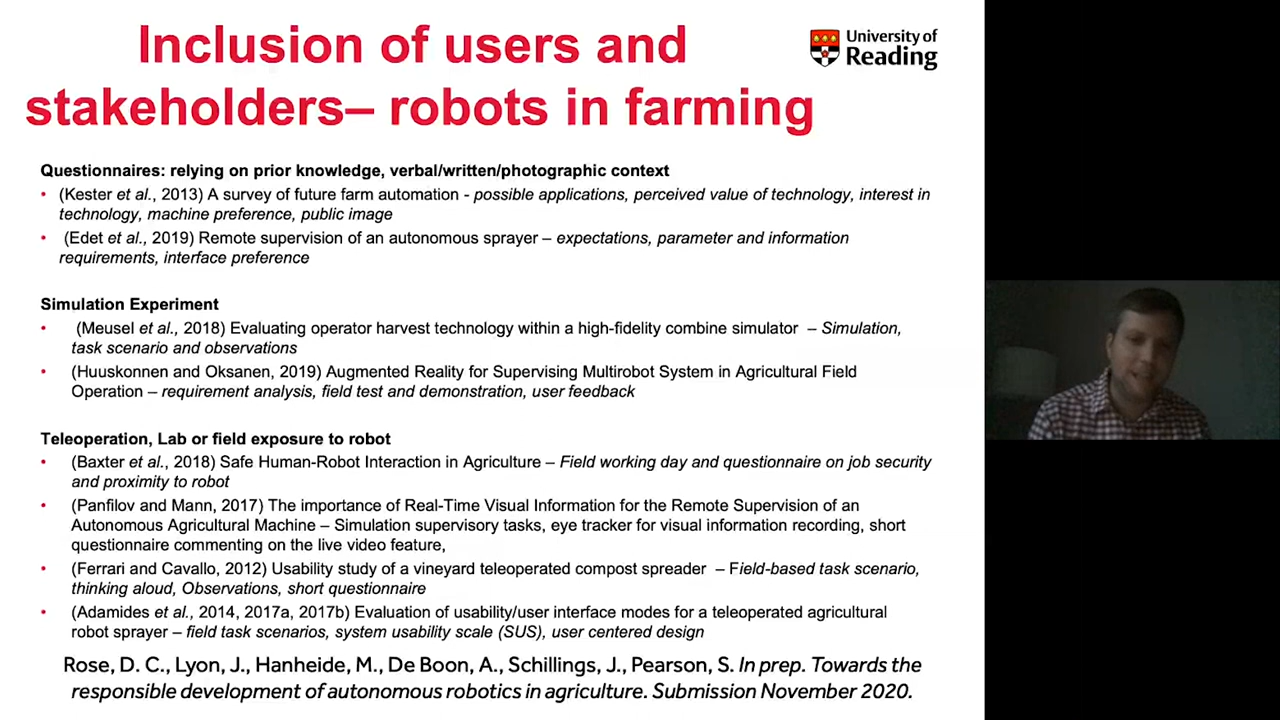 Inclusion of users and
stakeholders– robots in farming
University of
Reading
Questionnaires: relying on prior knowledge, verbal/written/photographic context
• (Kester et al., 2013) A survey of future farm automation - possible applications, perceived value of technology, interest in
technology, machine preference, public image
• (Edet et al., 2019) Remote supervision of an autonomous sprayer – expectations, parameter and information
requirements, interface preference
Simulation Experiment
• (Meusel et al., 2018) Evaluating operator harvest technology within a high-fidelity combine simulator – Simulation,
task scenario and observations
• (Huuskonnen and Oksanen, 2019) Augmented Reality for Supervising Multirobot System in Agricultural Field
Operation – requirement analysis, field test and demonstration, user feedback
Teleoperation, Lab or field exposure to robot
• (Baxter et al., 2018) Safe Human-Robot Interaction in Agriculture – Field working day and questionnaire on job security
and proximity to robot
• (Panfilov and Mann, 2017) The importance of Real-Time Visual Information for the Remote Supervision of an
Autonomous Agricultural Machine – Simulation supervisory tasks, eye tracker for visual information recording, short
questionnaire commenting on the live video feature,
• (Ferrari and Cavallo, 2012) Usability study of a vineyard teleoperated compost spreader – Field-based task scenario,
thinking aloud, Observations, short questionnaire
• (Adamides et al., 2014, 2017a, 2017b) Evaluation of usability/user interface modes for a teleoperated agricultural
robot sprayer – field task scenarios, system usability scale (SUS), user centered design
Rose, D. C., Lyon, J., Hanheide, M., De Boon, A., Schillings, J., Pearson, S. In prep. Towards the
responsible development of autonomous robotics in agriculture. Submission November 2020.